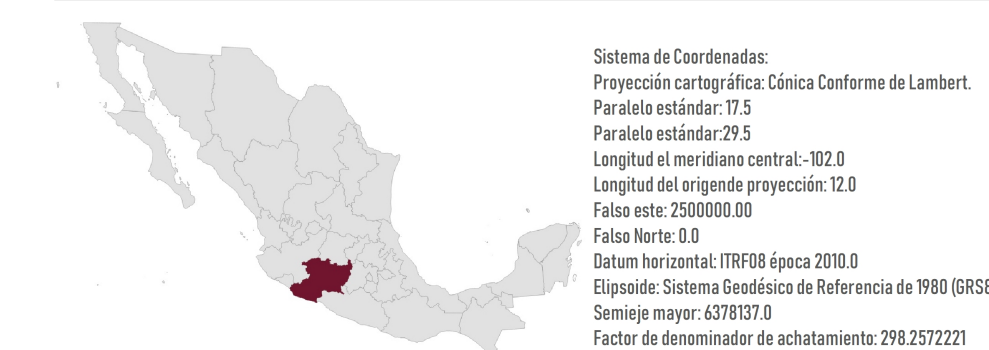 Sistema de Coordenadas:
Proyección cartográfica: Cónica Conforme de Lambert.
Paralelo estándar: 17.5
Paralelo estándar:29.5
Longitud el meridiano central:-102.0
Longitud del origende proyección: 12.0
Falso este: 2500000.00
Falso Norte: 0.0
Datum horizontal: ITRF08 época 2010.0
Elipsoide: Sistema Geodésico de Referencia de 1980 (GRS8
Semieje mayor: 6378137.0
Factor de denominador de achatamiento: 298.2572221